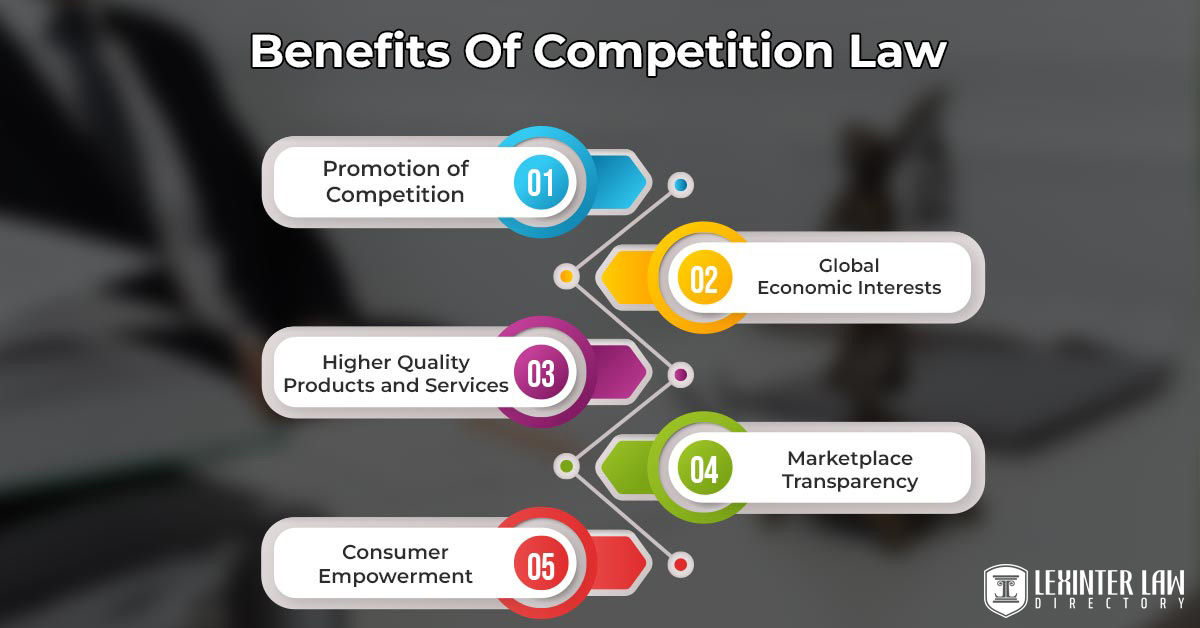 Benefits Of Competition Law
Promotion of
Competition
01
02
Global
Economic Interests
Higher Quality
Products and Services
03
04
Marketplace
Transparency
Consumer
Empowerment
05
LEXINTER LAW
DIRECTORY